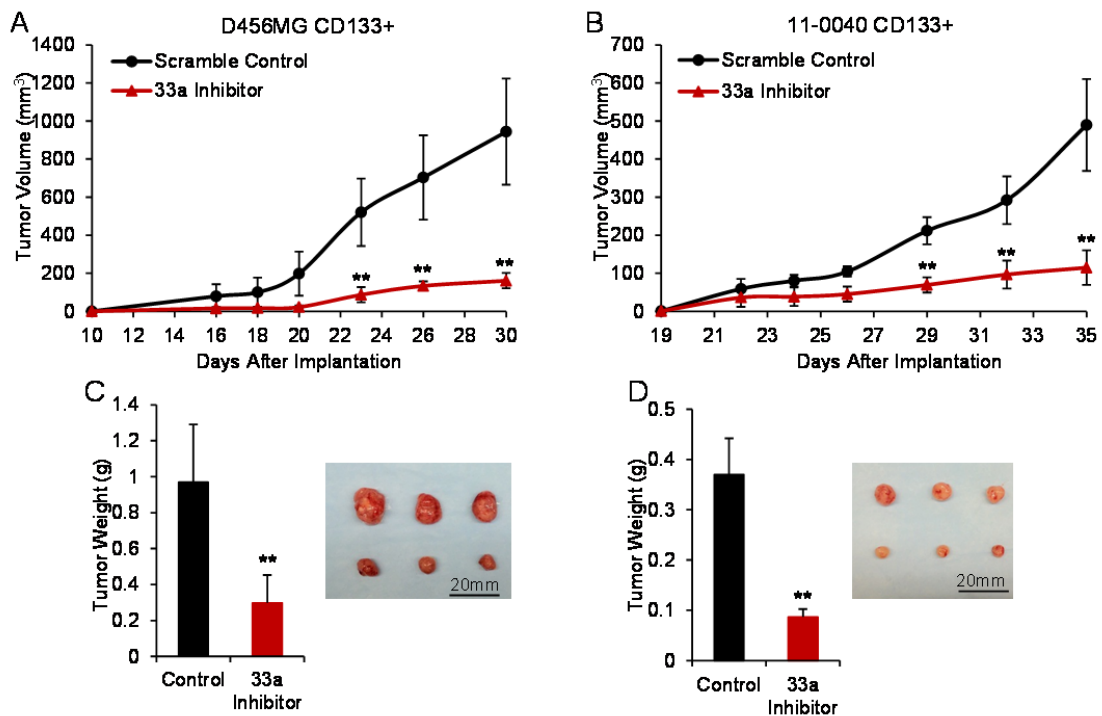 A
D456MG CD133+
Tumor Volume (mm3)
1400
1200
1000
800
600
400
200
0
Scramble Control
33a Inhibitor
**
**
**
10
12
14
16
18
20
22
24
26
28
30
Days After Implantation
B
11-0040 CD133+
Tumor Volume (mm3)
700
600
500
400
300
200
100
0
Scramble Control
33a Inhibitor
**
**
**
19
21
22
24
26
27
29
31
32
34
35
Days After Implantation
C
Tumor Weight (g)
1.4
1.2
1
0.8
0.6
0.4
0.2
0
**
Control
33a
Inhibitor
20mm
D
Tumor Weight (g)
0.5
0.4
0.3
0.2
0.1
0
**
Control
33a
Inhibitor
20mm